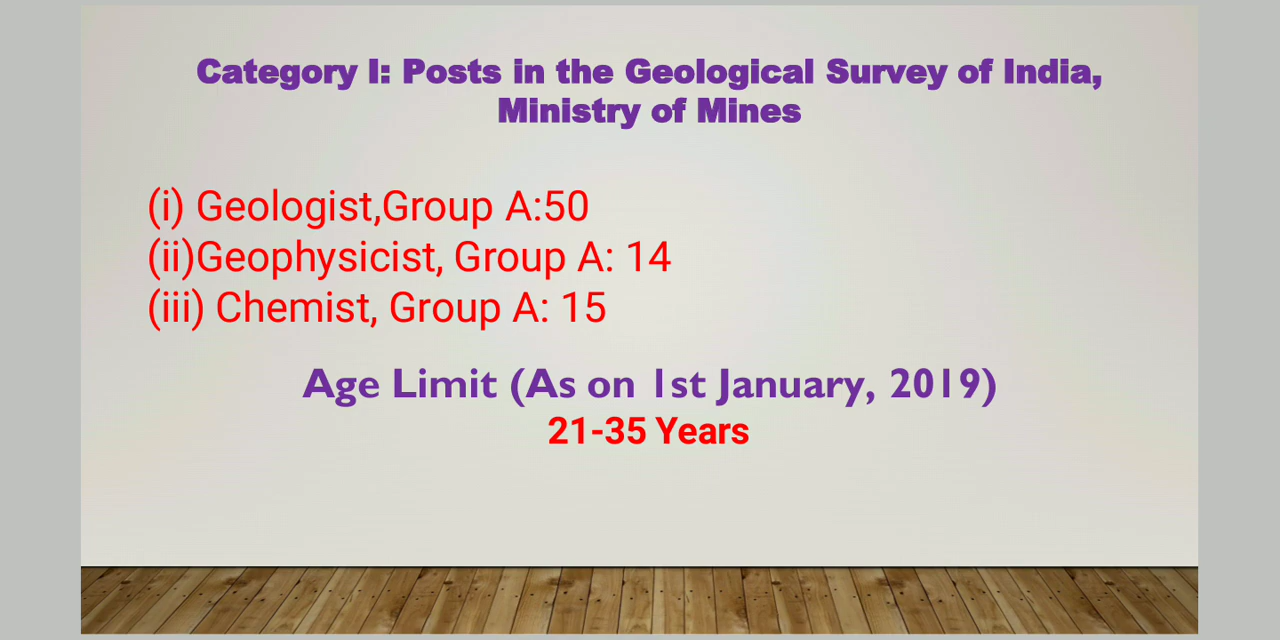 Category I: Posts in the Geological Survey of India,
Ministry of Mines
(i) Geologist,Group A:50
(ii)Geophysicist, Group A: 14
(iii) Chemist, Group A: 15
Age Limit (As on 1st January, 2019)
21-35 Years